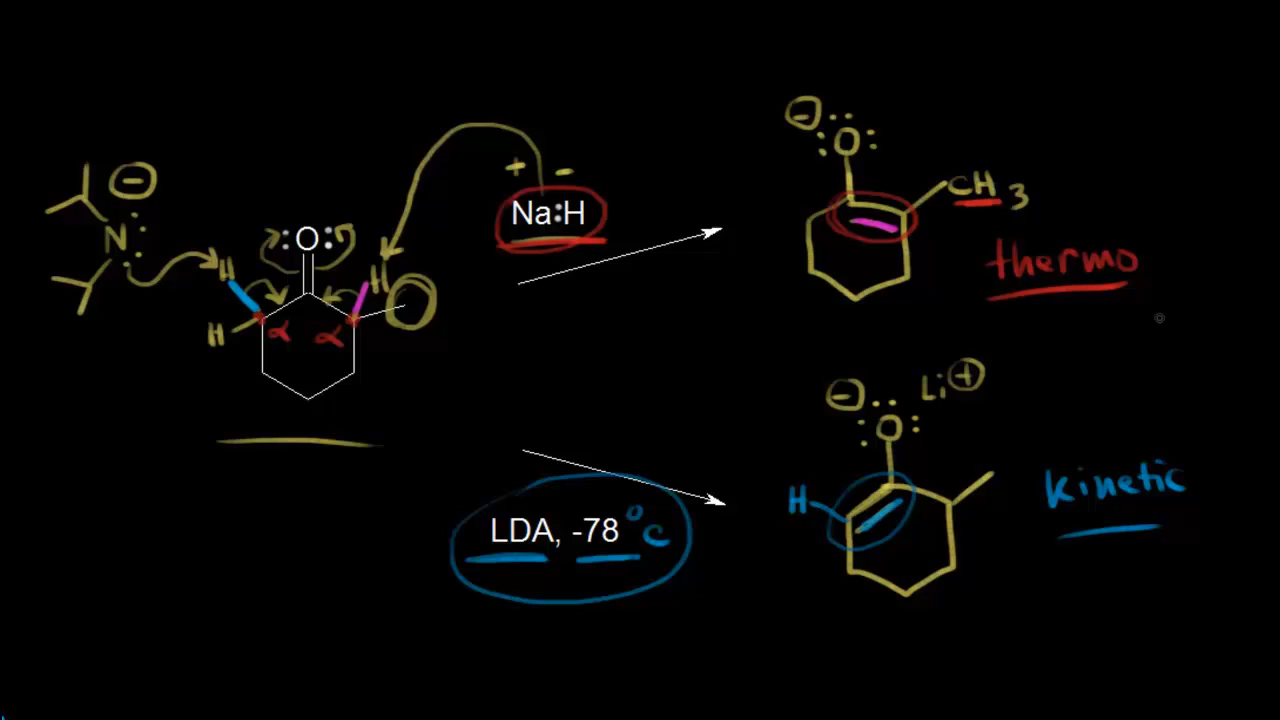 ⊖
O
+ -
CH3
Na:H
N
:O:
H
H
thermo
H
α α
⊖
Li⊕
O
kinetic
H
LDA, -78 °C